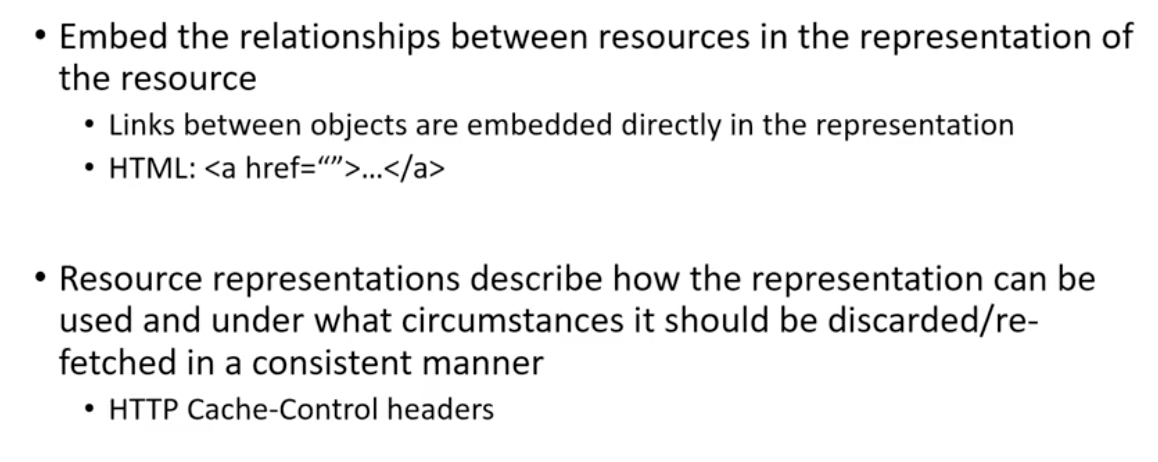 • Embed the relationships between resources in the representation of
the resource
• Links between objects are embedded directly in the representation
• HTML: <a href=“”>…</a>
• Resource representations describe how the representation can be
used and under what circumstances it should be discarded/re-
fetched in a consistent manner
• HTTP Cache-Control headers